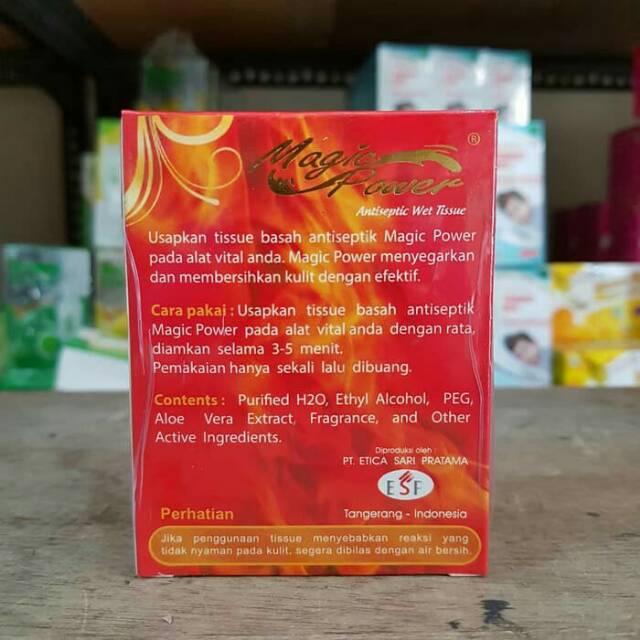 Magic Power ®
Antiseptic Wet Tissue
Usapkan tissue basah antiseptik Magic Power
pada alat vital anda. Magic Power menyegarkan
dan membersihkan kulit dengan efektif.
Cara pakai : Usapkan tissue basah antiseptik
Magic Power pada alat vital anda dengan rata,
diamkan selama 3-5 menit.
Pemakaian hanya sekali lalu dibuang.
Contents : Purified H2O, Ethyl Alcohol, PEG,
Aloe Vera Extract, Fragrance, and Other
Active Ingredients.
Diproduksi oleh :
PT. ETICA SARI PRATAMA
ESF
Tangerang - Indonesia
Perhatian
Jika penggunaan tissue menyebabkan reaksi yang
tidak nyaman pada kulit, segera dibilas dengan air bersih.